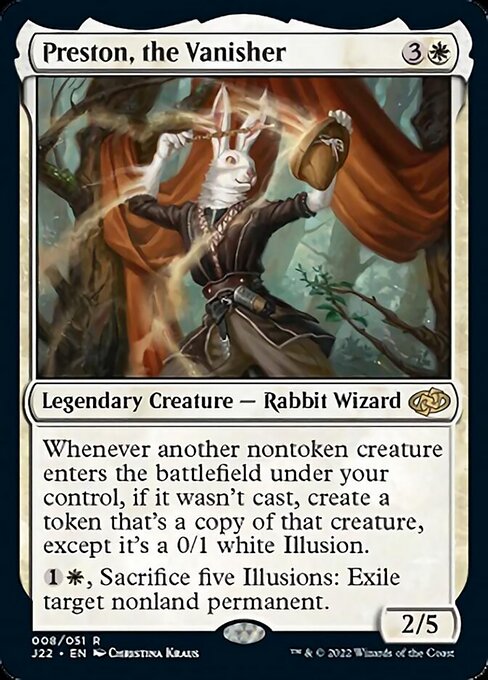 Preston, the Vanisher 3
Legendary Creature — Rabbit Wizard
Whenever another nontoken creature
enters the battlefield under your
control, if it wasn't cast, create a
token that's a copy of that creature,
except it's a 0/1 white Illusion.
1, Sacrifice five Illusions: Exile
target nonland permanent.
2/5
008/051 R
J22 • EN Christina Kraus
™ & © 2022 Wizards of the Coast